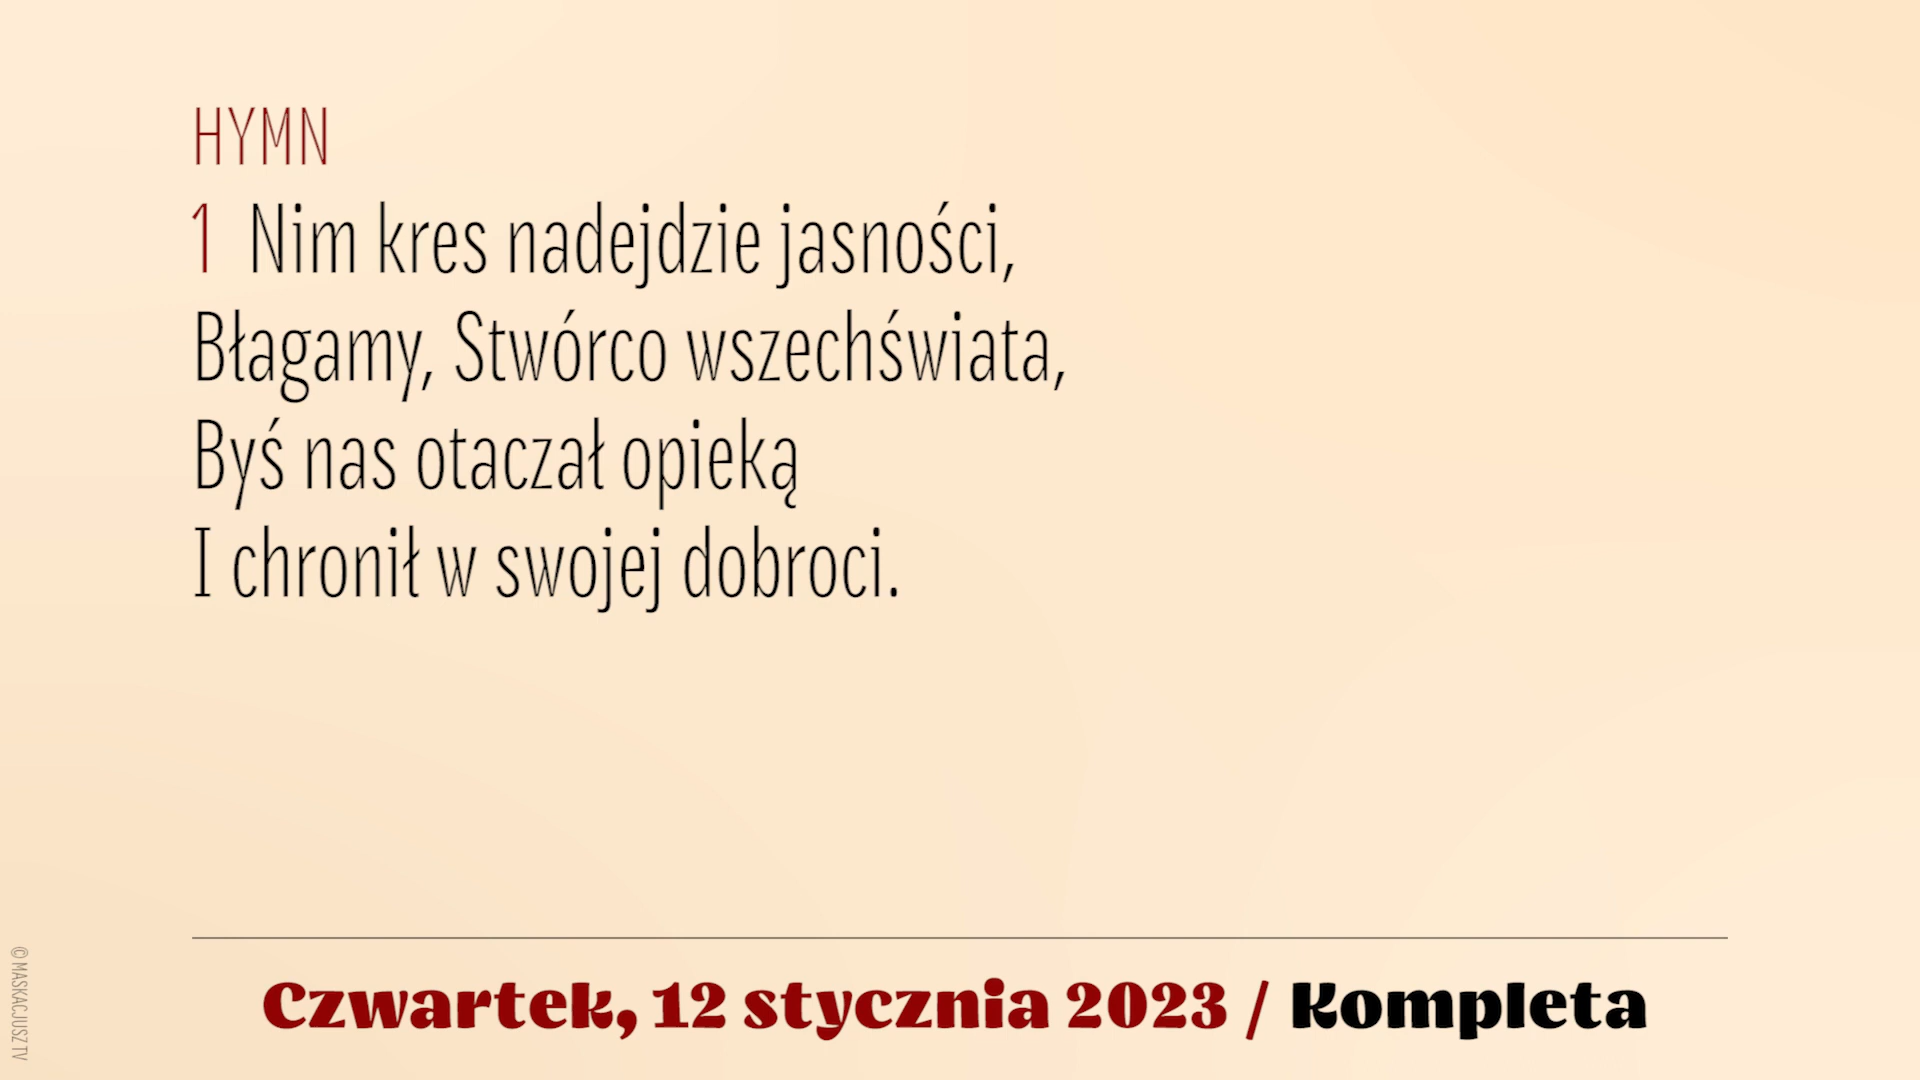 HYMN
1 Nim kres nadejdzie jasności,
Błagamy, Stwórco wszechświata,
Byś nas otaczał opieką
I chronił w swojej dobroci.
© MASKACJUSZ TV
Czwartek, 12 stycznia 2023 / Kompleta